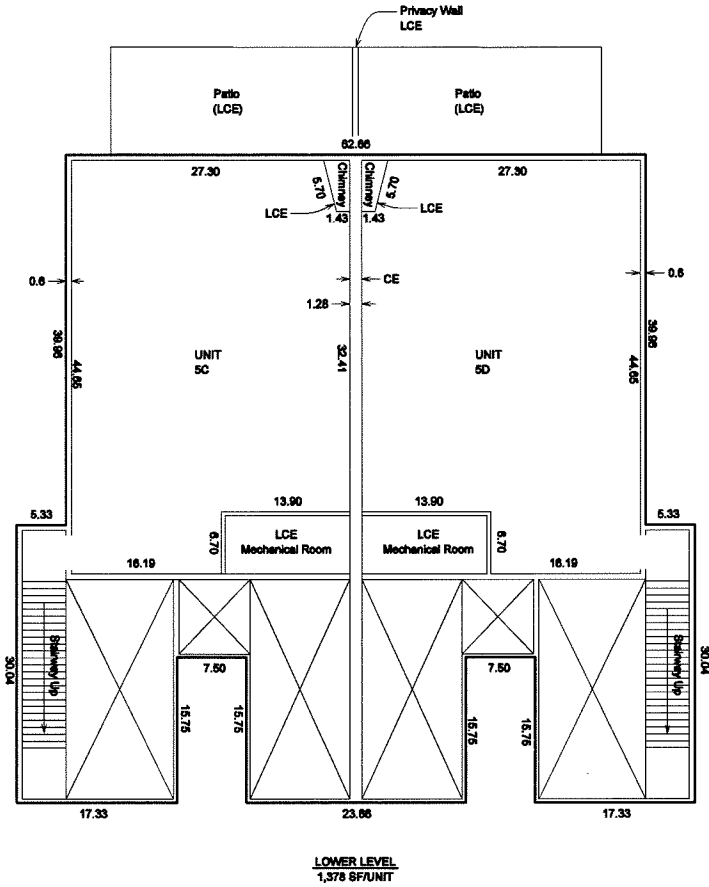 Privacy Wall
LCE
Patio
(LCE)
Patio
(LCE)
62.66
27.30
Chimney
Chimney
27.30
5.70
5.70
LCE
1.43
1.43
LCE
0.6
CE
0.6
1.28
39.96
44.65
32.41
44.65
39.96
UNIT
5C
UNIT
5D
5.33
13.90
13.90
5.33
6.70
LCE
Mechanical Room
LCE
Mechanical Room
6.70
16.19
16.19
Stairway Up
Stairway Up
30.04
30.04
7.50
7.50
15.75
15.75
15.75
15.75
17.33
23.66
17.33
LOWER LEVEL
1,378 SF/UNIT